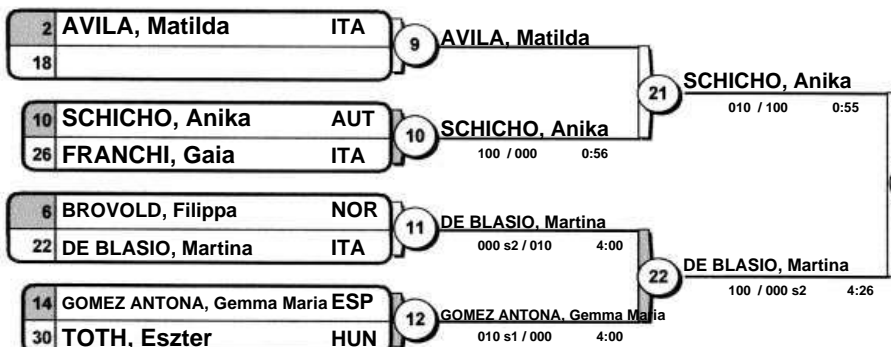 2 AVILA, Matilda ITA
18
9 AVILA, Matilda
10 SCHICHO, Anika AUT
26 FRANCHI, Gaia ITA
10 SCHICHO, Anika
100 / 000 0:56
21 SCHICHO, Anika
010 / 100 0:55
6 BROVOLD, Filippa NOR
22 DE BLASIO, Martina ITA
11 DE BLASIO, Martina
000 s2 / 010 4:00
14 GOMEZ ANTONA, Gemma Maria ESP
30 TOTH, Eszter HUN
12 GOMEZ ANTONA, Gemma Maria
010 s1 / 000 4:00
22 DE BLASIO, Martina
100 / 000 s2 4:26